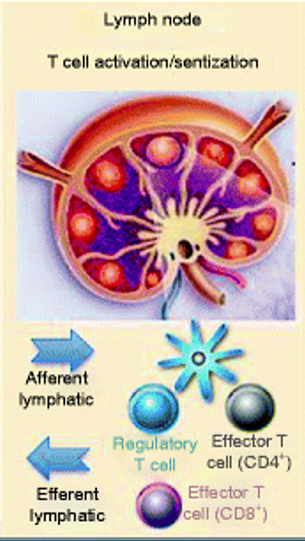 Lymph node
T cell activation/sentization
Afferent
lymphatic
Regulatory
T cell
Effector T
cell (CD4⁺)
Efferent
lymphatic
Effector T
cell (CD8⁺)